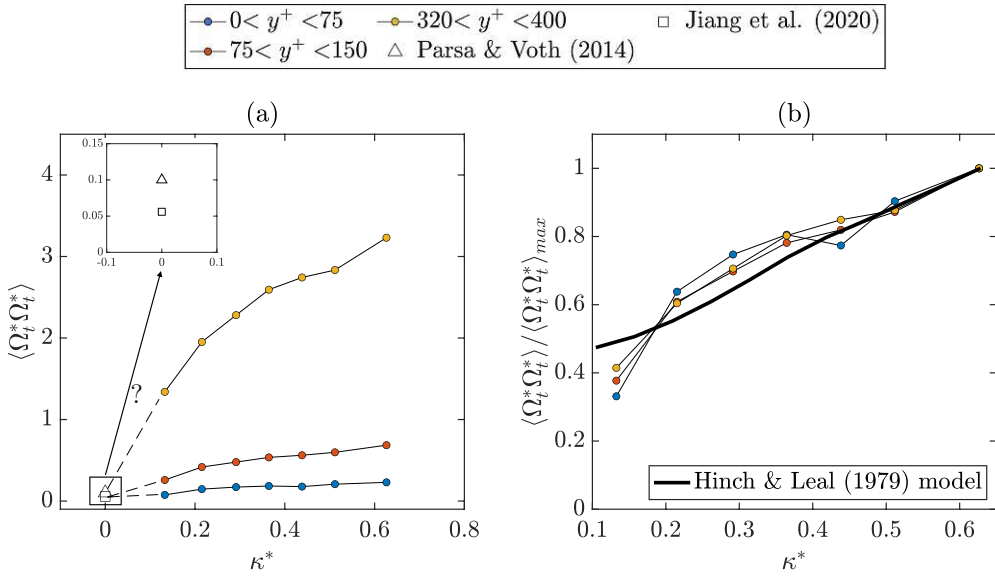 0< y⁺ <75
320< y⁺ <400
Jiang et al. (2020)
75< y⁺ <150
Parsa & Voth (2014)
(a)
(b)
0.15
0.1
0.05
0
-0.1 0 0.1
4
3
2
1
0
⟨Ω*ₜΩ*ₜ⟩
?
0 0.2 0.4 0.6 0.8
κ*
1
0.8
0.6
0.4
0.2
0
⟨Ω*ₜΩ*ₜ⟩/⟨Ω*ₜΩ*ₜ⟩max
Hinch & Leal (1979) model
0.1 0.2 0.3 0.4 0.5 0.6
κ*